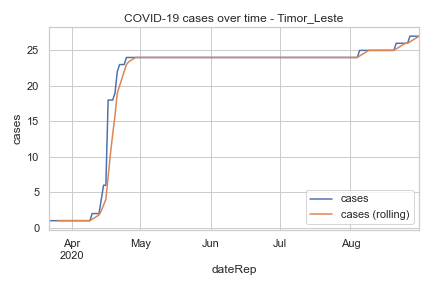 COVID-19 cases over time - Timor_Leste
cases
25
20
15
10
5
0
Apr
2020
May
Jun
Jul
Aug
dateRep
cases
cases (rolling)